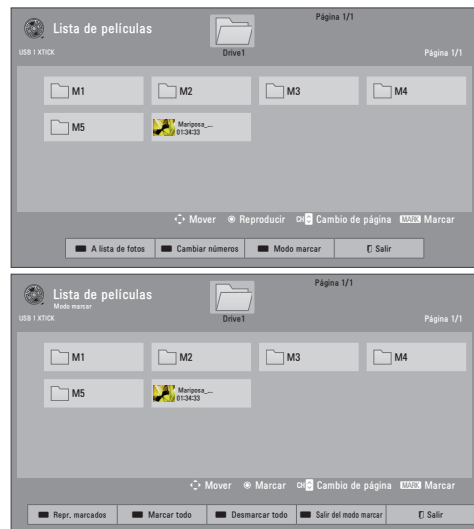 Página 1/1
Lista de películas
USB 1 XTICK
Drive1
Página 1/1
M1
M2
M3
M4
M5
Mariposa_...
01:34:33
Mover
Reproducir
CH Cambio de página
MARK Marcar
A lista de fotos
Cambiar números
Modo marcar
Salir
Página 1/1
Lista de películas
Modo marcar
USB 1 XTICK
Drive1
Página 1/1
M1
M2
M3
M4
M5
Mariposa_...
01:34:33
Mover
Marcar
CH Cambio de página
MARK Marcar
Repr. marcados
Marcar todo
Desmarcar todo
Salir del modo marcar
Salir